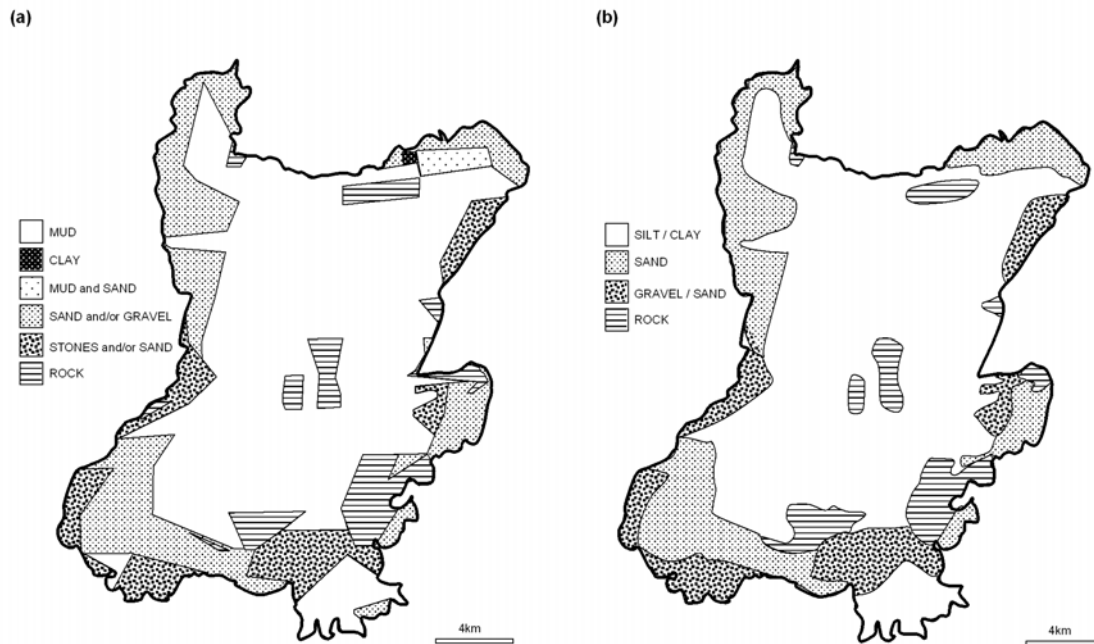 (a)
MUD
CLAY
MUD and SAND
SAND and/or GRAVEL
STONES and/or SAND
ROCK
4km
(b)
SILT / CLAY
SAND
GRAVEL / SAND
ROCK
4km